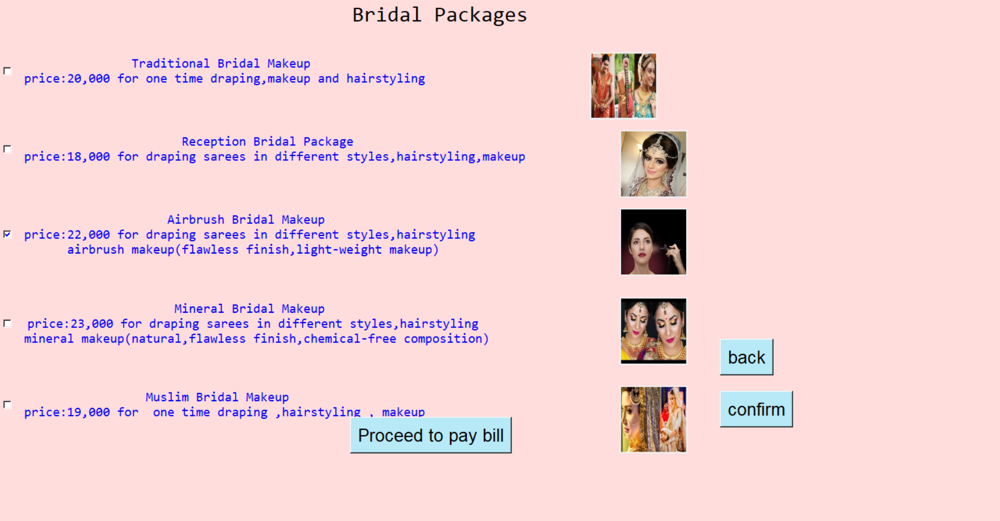 Bridal Packages
Traditional Bridal Makeup
price:20,000 for one time draping,makeup and hairstyling
Reception Bridal Package
price:18,000 for draping sarees in different styles,hairstyling,makeup
Airbrush Bridal Makeup
price:22,000 for draping sarees in different styles,hairstyling
airbrush makeup(flawless finish,light-weight makeup)
Mineral Bridal Makeup
price:23,000 for draping sarees in different styles,hairstyling
mineral makeup(natural,flawless finish,chemical-free composition)
back
Muslim Bridal Makeup
price:19,000 for  one time draping ,hairstyling , makeup
confirm
Proceed to pay bill